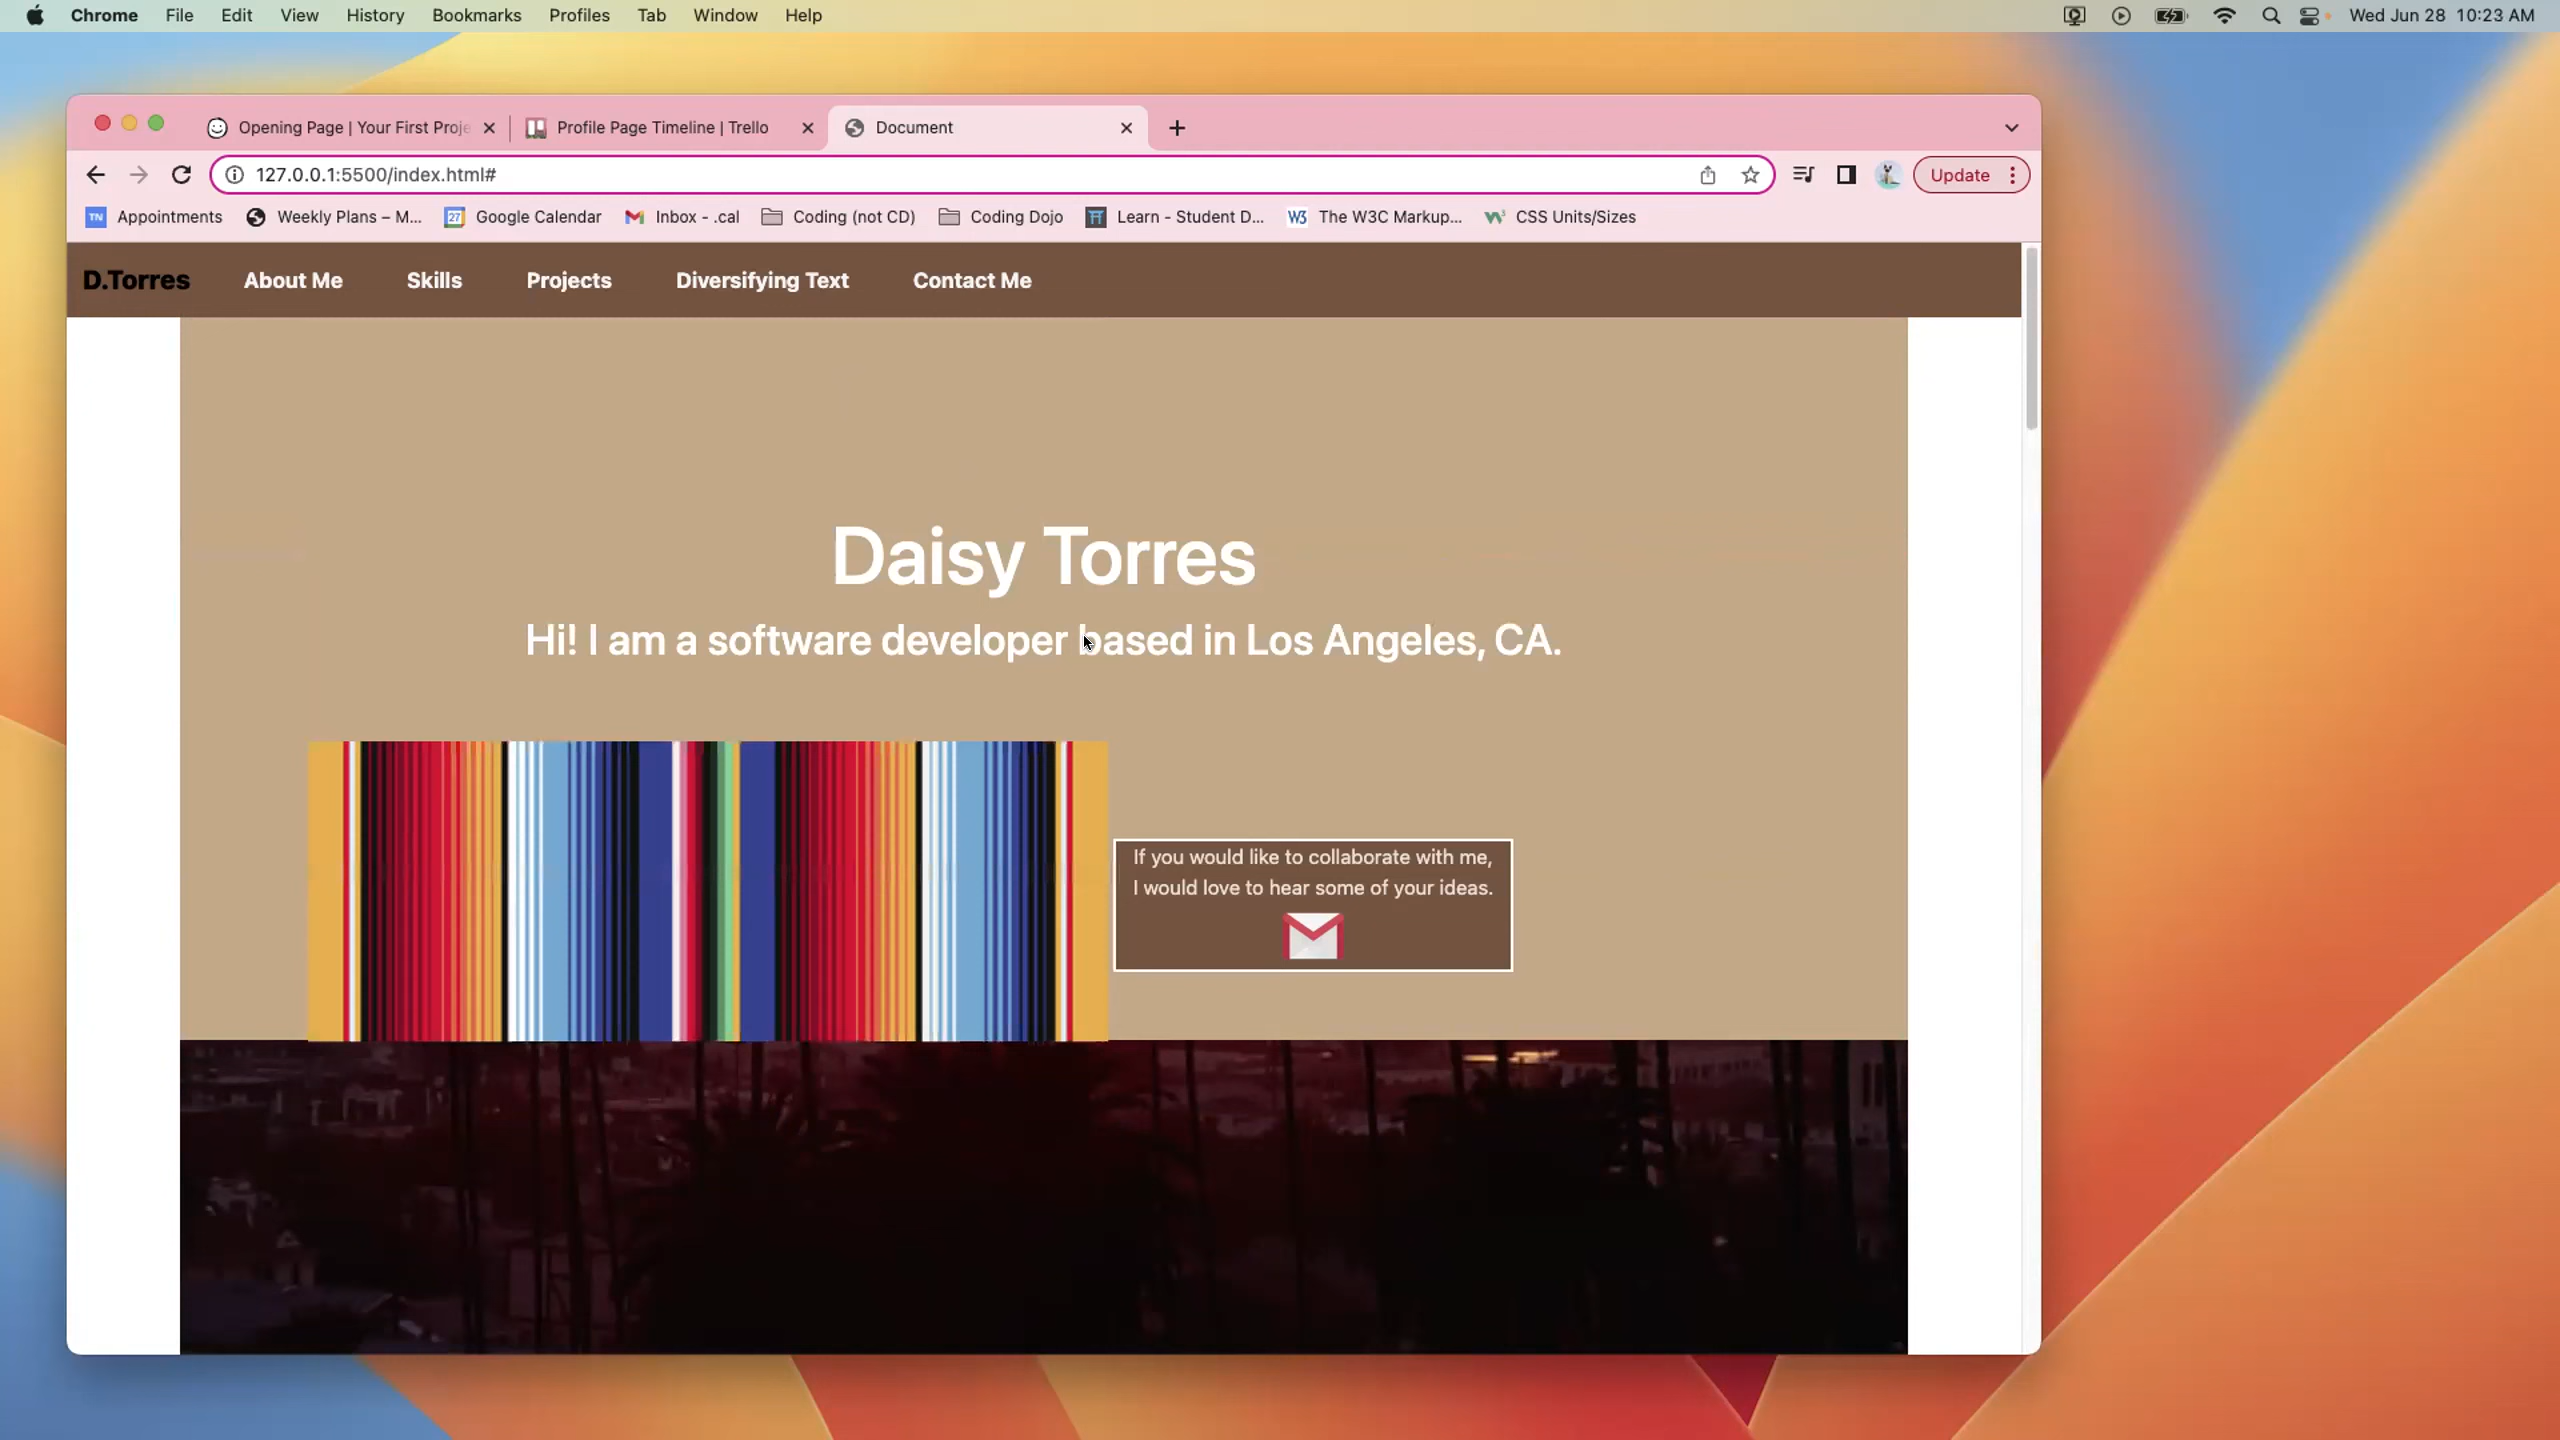 Chrome File Edit View History Bookmarks Profiles Tab Window Help Wed Jun 28 10:23 AM
Opening Page | Your First Proje Profile Page Timeline | Trello Document
127.0.0.1:5500/index.html# Update
TN Appointments Weekly Plans – M... 27 Google Calendar Inbox - .cal Coding (not CD) Coding Dojo Learn - Student D... W3 The W3C Markup... CSS Units/Sizes
D.Torres About Me Skills Projects Diversifying Text Contact Me
Daisy Torres
Hi! I am a software developer based in Los Angeles, CA.
If you would like to collaborate with me,
I would love to hear some of your ideas.